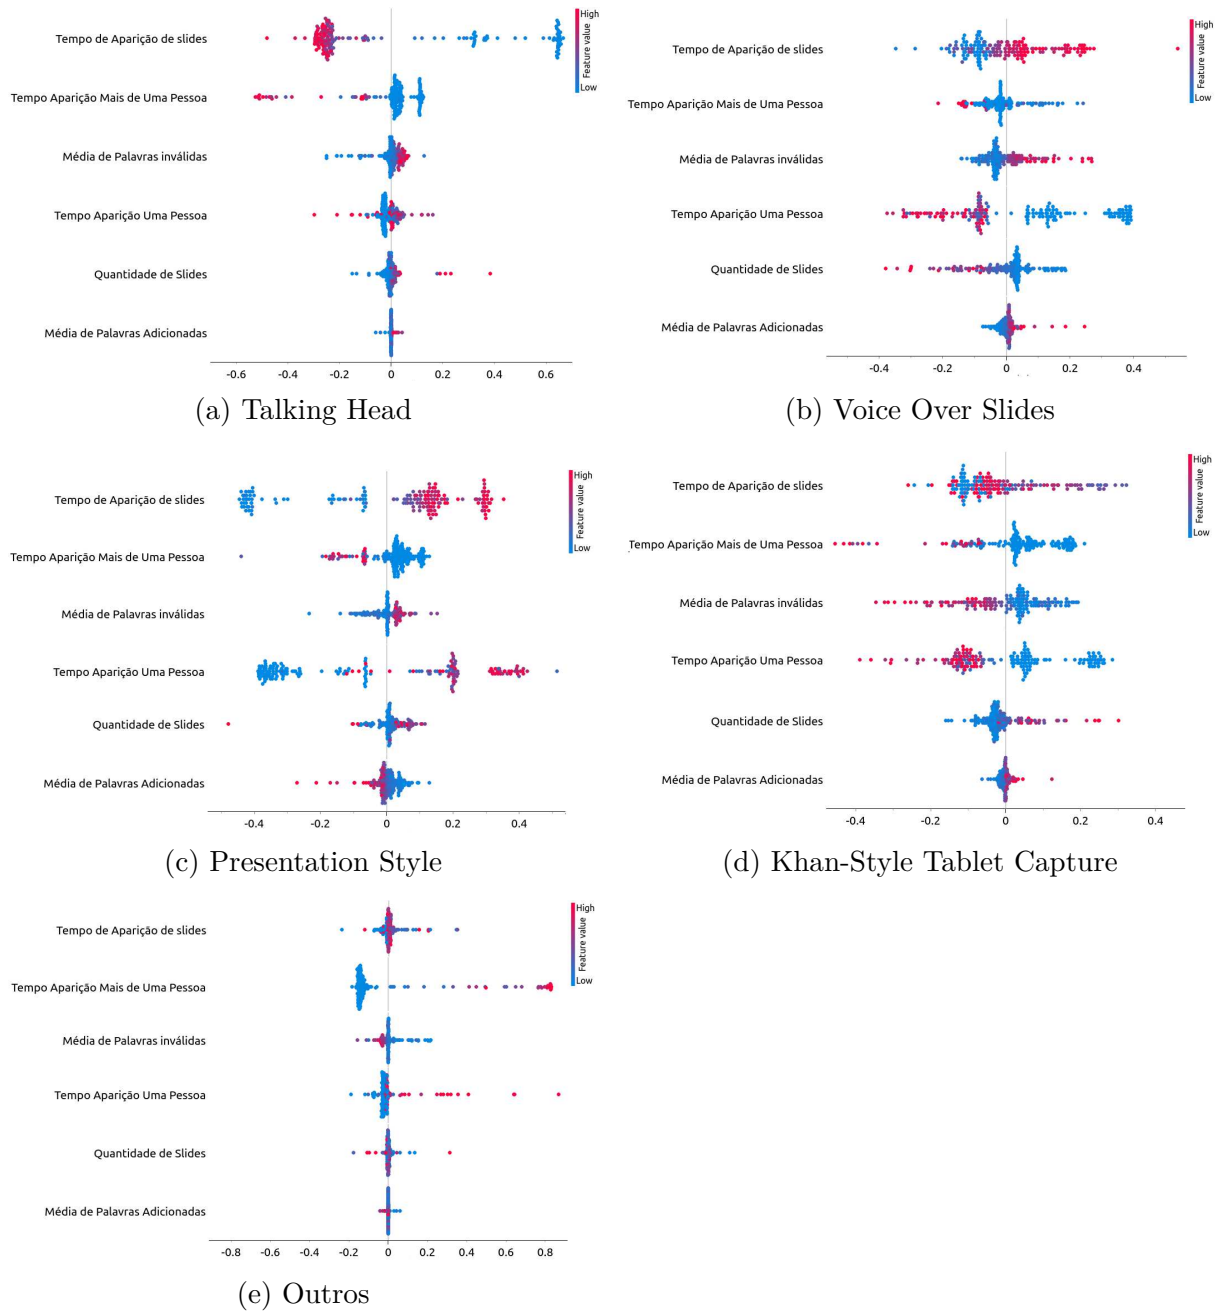 High
Feature value
Low
Tempo de Aparição de slides
Tempo Aparição Mais de Uma Pessoa
Média de Palavras inválidas
Tempo Aparição Uma Pessoa
Quantidade de Slides
Média de Palavras Adicionadas
-0.6 -0.4 -0.2 0 0.2 0.4 0.6
(a) Talking Head
High
Feature value
Low
Tempo de Aparição de slides
Tempo Aparição Mais de Uma Pessoa
Média de Palavras inválidas
Tempo Aparição Uma Pessoa
Quantidade de Slides
Média de Palavras Adicionadas
-0.4 -0.2 0 0.2 0.4
(b) Voice Over Slides
High
Feature value
Low
Tempo de Aparição de slides
Tempo Aparição Mais de Uma Pessoa
Média de Palavras inválidas
Tempo Aparição Uma Pessoa
Quantidade de Slides
Média de Palavras Adicionadas
-0.4 -0.2 0 0.2 0.4
(c) Presentation Style
High
Feature value
Low
Tempo de Aparição de slides
Tempo Aparição Mais de Uma Pessoa
Média de Palavras inválidas
Tempo Aparição Uma Pessoa
Quantidade de Slides
Média de Palavras Adicionadas
-0.4 -0.2 0 0.2 0.4
(d) Khan-Style Tablet Capture
High
Feature value
Low
Tempo de Aparição de slides
Tempo Aparição Mais de Uma Pessoa
Média de Palavras inválidas
Tempo Aparição Uma Pessoa
Quantidade de Slides
Média de Palavras Adicionadas
-0.8 -0.6 -0.4 -0.2 0 0.2 0.4 0.6 0.8
(e) Outros